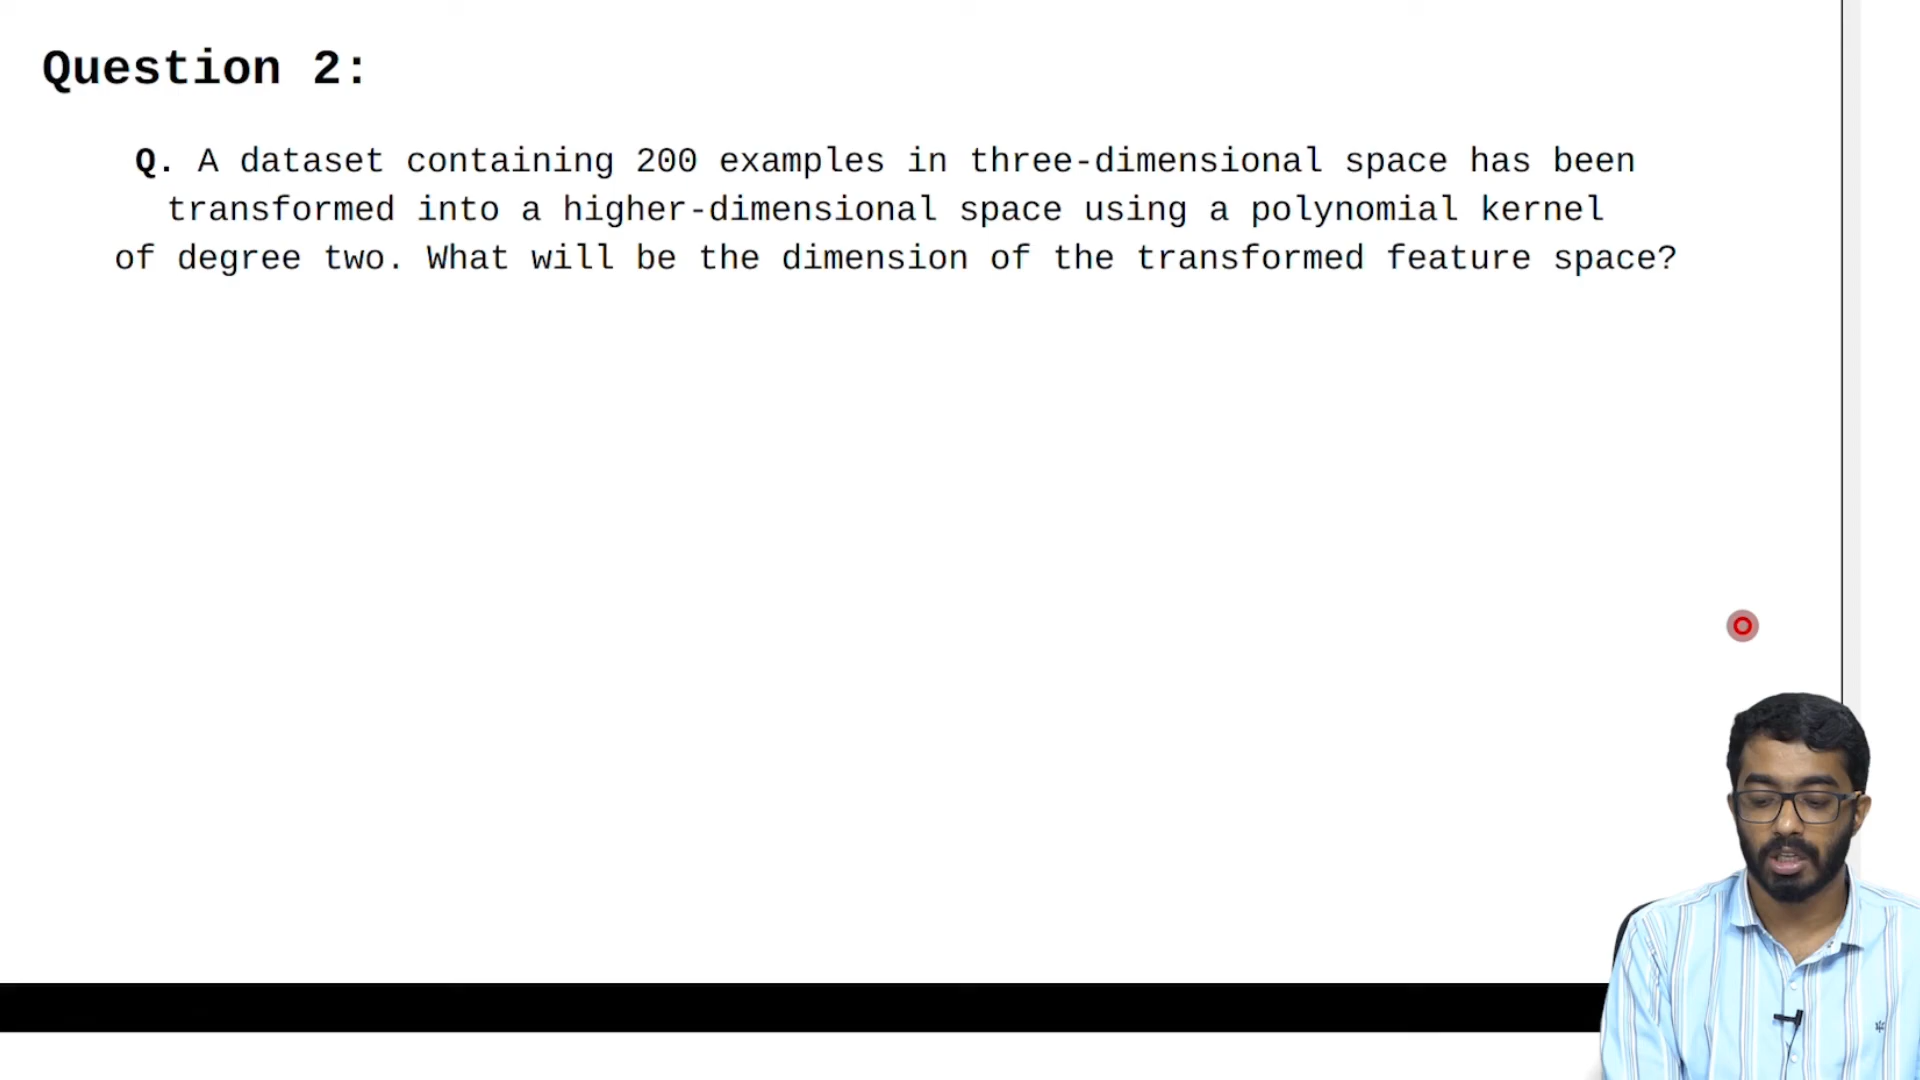 Question 2:
Q. A dataset containing 200 examples in three-dimensional space has been
transformed into a higher-dimensional space using a polynomial kernel
of degree two. What will be the dimension of the transformed feature space?